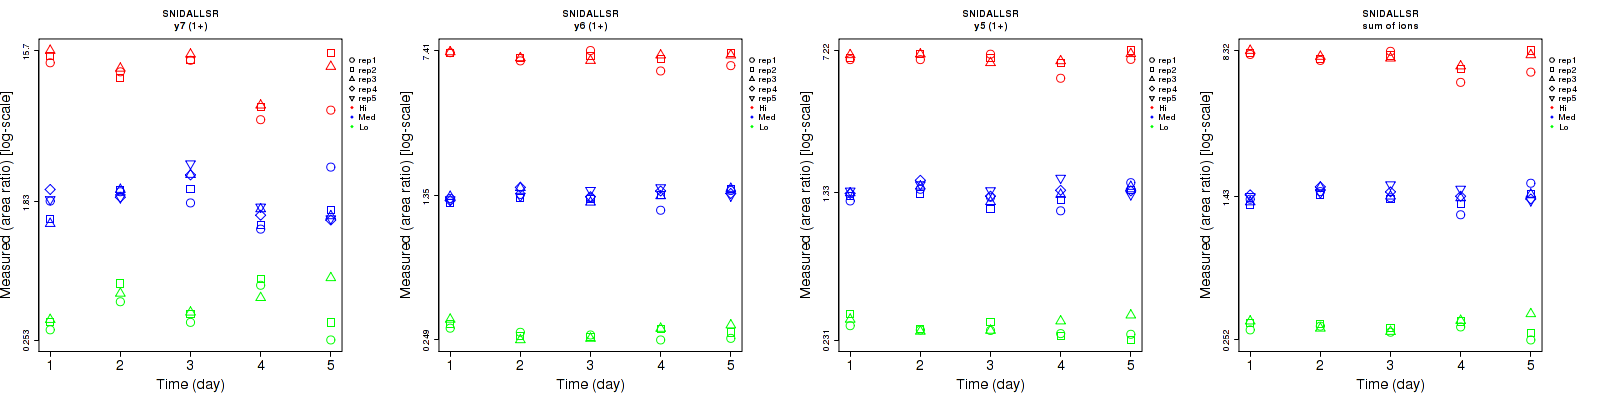 SNIDALLSR
y7 (1+)
Measured (area ratio) [log-scale]
15.7
1.83
0.253
1 2 3 4 5
Time (day)
rep1
rep2
rep3
rep4
rep5
Hi
Med
Lo
SNIDALLSR
y6 (1+)
Measured (area ratio) [log-scale]
7.41
1.35
0.249
1 2 3 4 5
Time (day)
rep1
rep2
rep3
rep4
rep5
Hi
Med
Lo
SNIDALLSR
y5 (1+)
Measured (area ratio) [log-scale]
7.22
1.33
0.231
1 2 3 4 5
Time (day)
rep1
rep2
rep3
rep4
rep5
Hi
Med
Lo
SNIDALLSR
sum of ions
Measured (area ratio) [log-scale]
8.32
1.43
0.252
1 2 3 4 5
Time (day)
rep1
rep2
rep3
rep4
rep5
Hi
Med
Lo